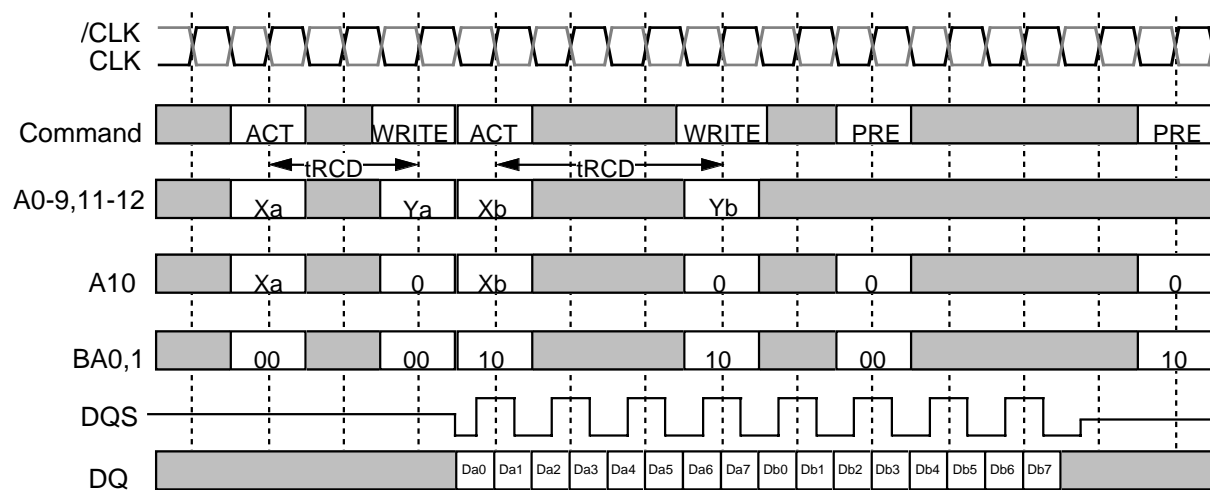 /CLK
CLK
Command ACT WRITE ACT WRITE PRE PRE
tRCD tRCD
A0-9,11-12 Xa Ya Xb Yb
A10 Xa 0 Xb 0 0 0
BA0,1 00 00 10 10 00 10
DQS
DQ Da0 Da1 Da2 Da3 Da4 Da5 Da6 Da7 Db0 Db1 Db2 Db3 Db4 Db5 Db6 Db7